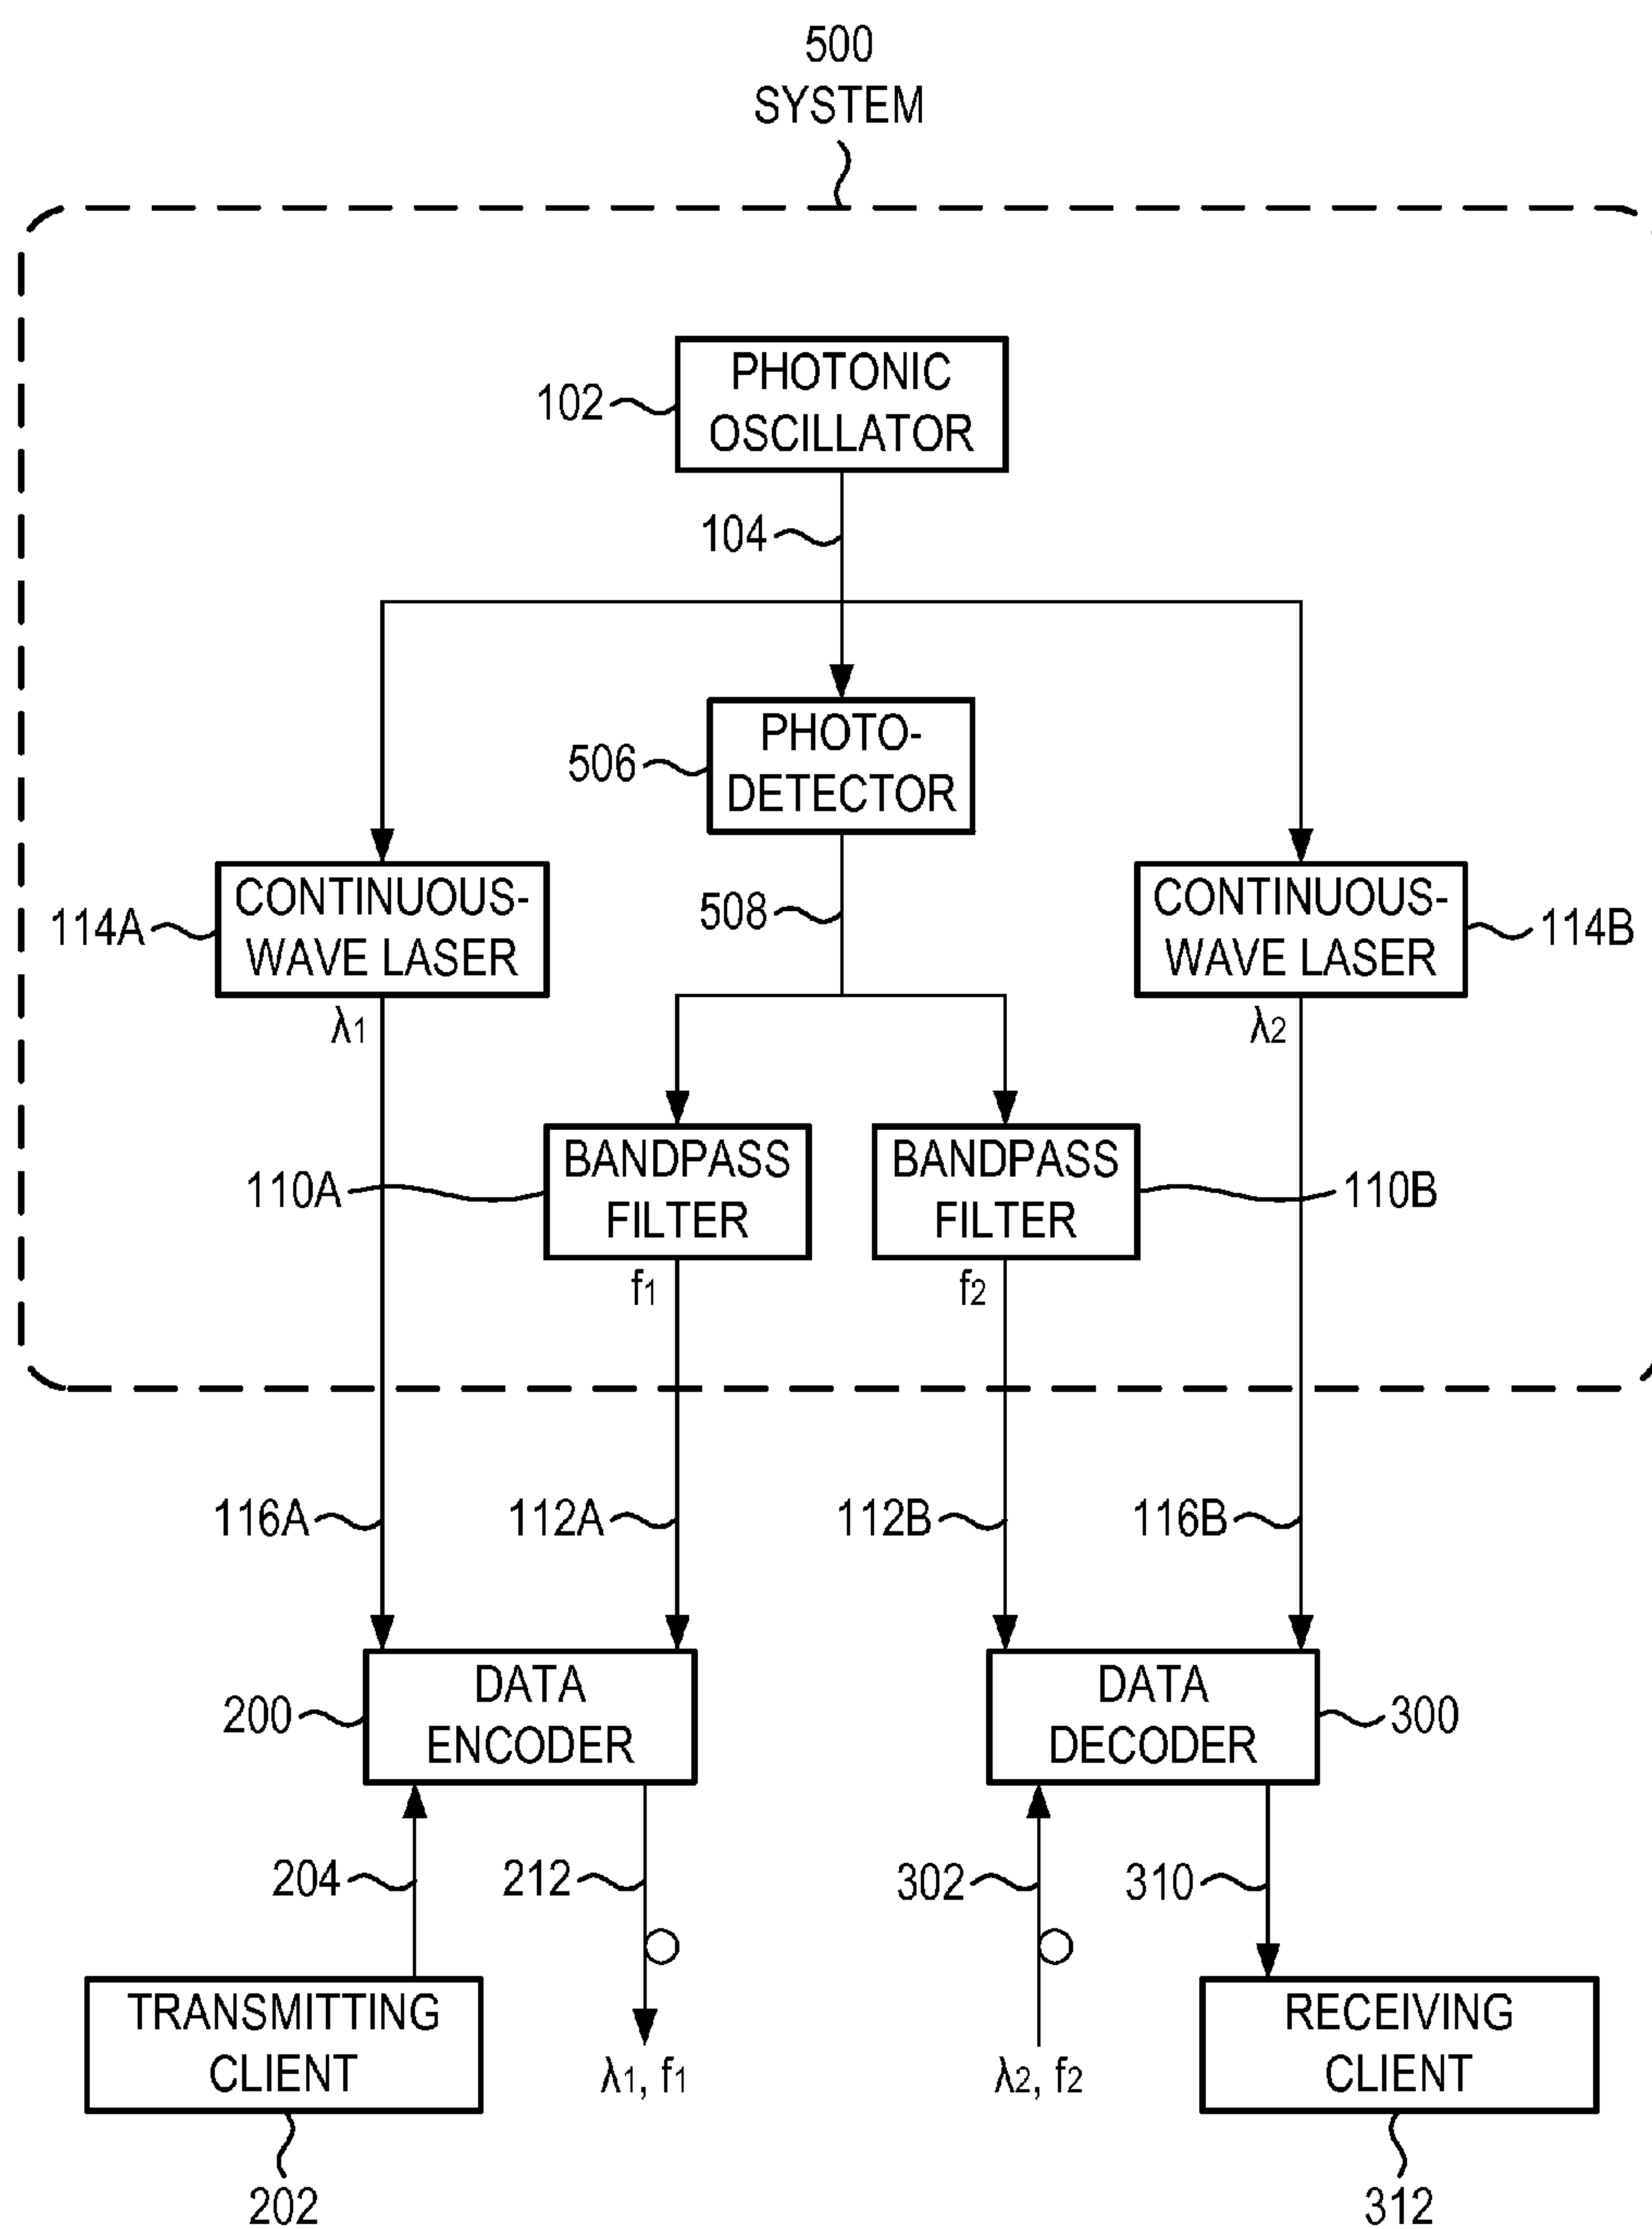 500
SYSTEM
PHOTONIC
OSCILLATOR
102
104
PHOTO-
DETECTOR
506
CONTINUOUS-
WAVE LASER
114A
508
CONTINUOUS-
WAVE LASER
114B
λ1
λ2
BANDPASS
FILTER
110A
BANDPASS
FILTER
110B
f1
f2
116A
112A
112B
116B
DATA
ENCODER
200
DATA
DECODER
300
204
212
302
310
TRANSMITTING
CLIENT
λ1, f1
λ2, f2
RECEIVING
CLIENT
202
312